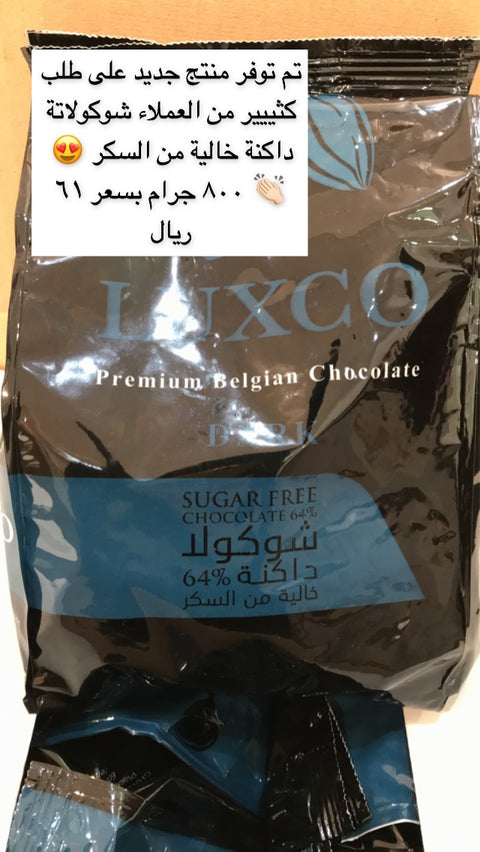 تم توفر منتج جديد على طلب
كثيييير من العملاء شوكولاتة
داكنة خالية من السكر 😍
👏🏻 ٨٠٠ جرام بسعر ٦١
ريال
LUXCO
Premium Belgian Chocolate
DARK
SUGAR FREE
CHOCOLATE 64%
شوكولا
داكنة 64%
خالية من السكر